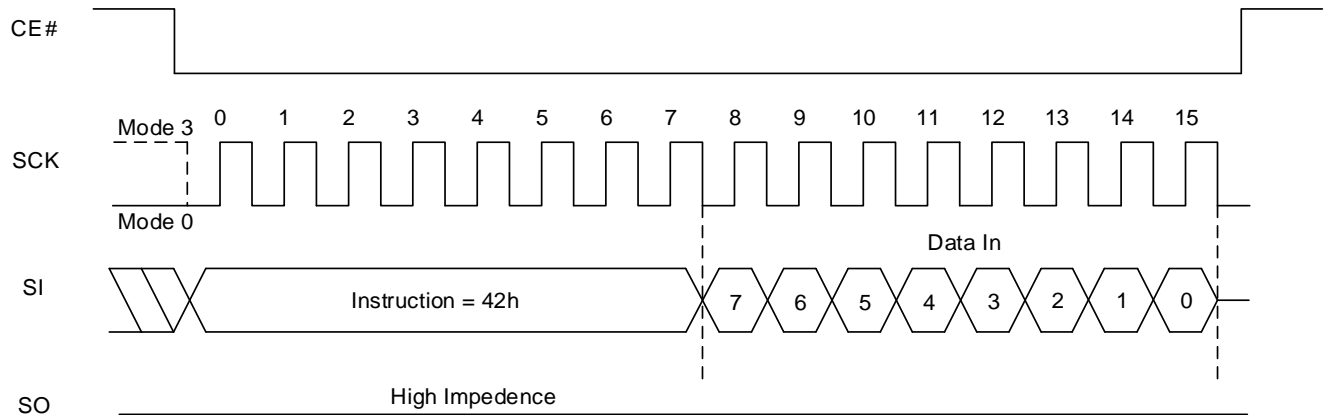 CE#
Mode 3
0 1 2 3 4 5 6 7 8 9 10 11 12 13 14 15
SCK
Mode 0
Data In
SI
Instruction = 42h
7 6 5 4 3 2 1 0
High Impedence
SO